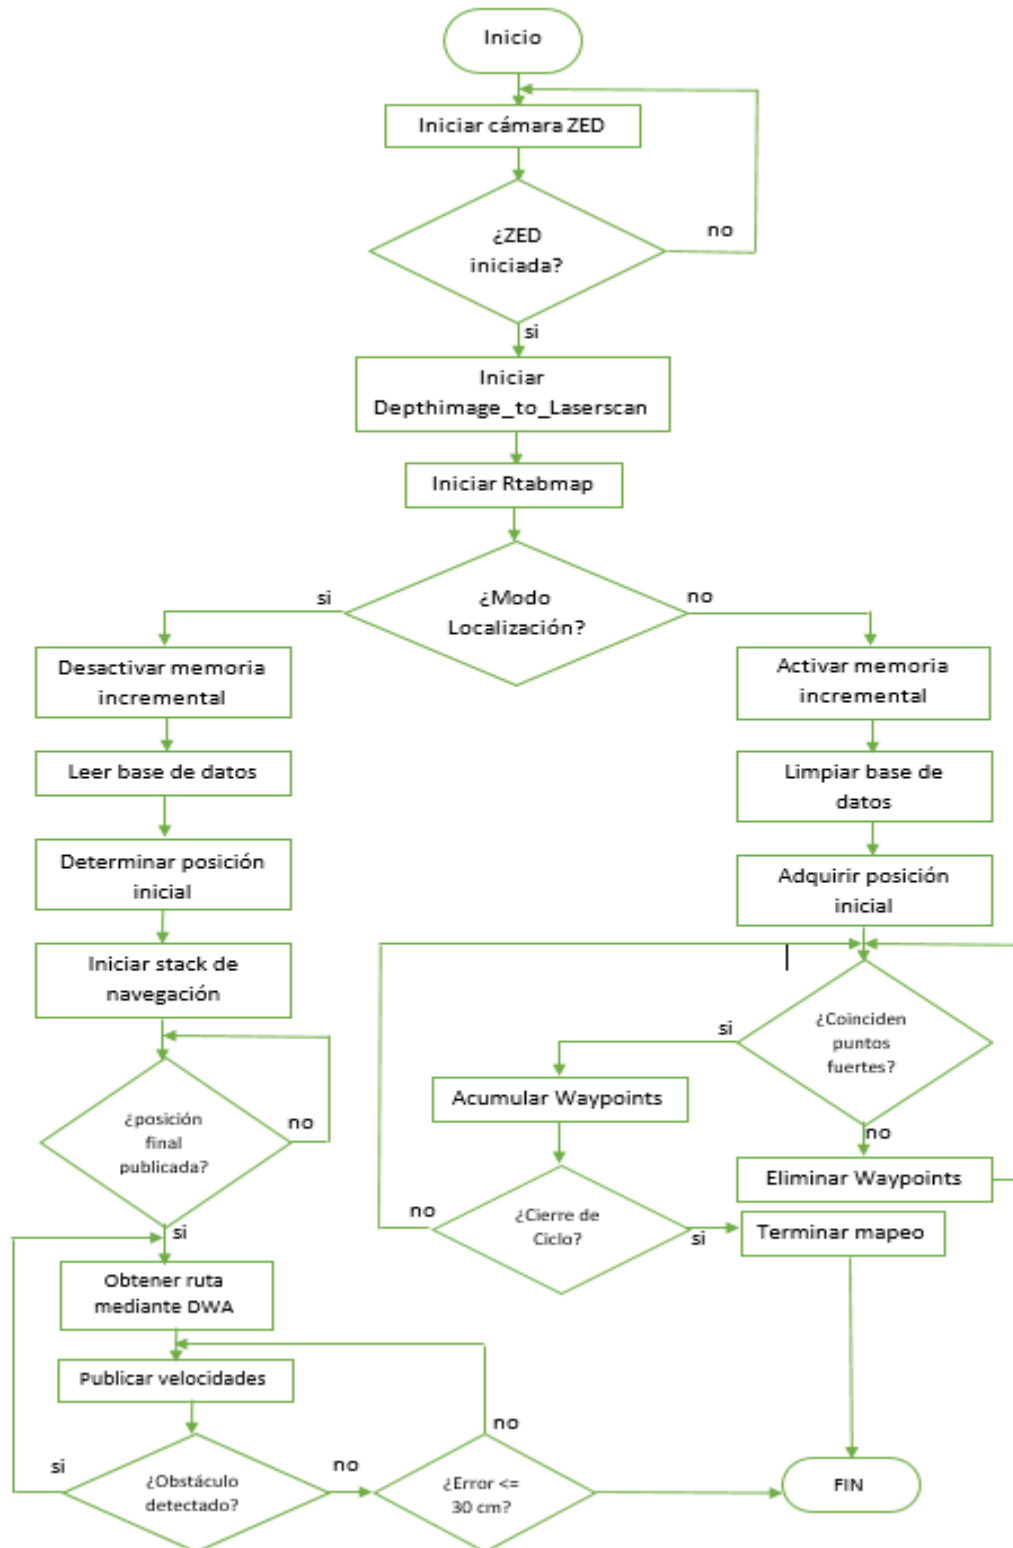 Inicio
Iniciar cámara ZED
¿ZED
iniciada?
no
si
Iniciar
Depthimage_to_Laserscan
Iniciar Rtabmap
¿Modo
Localización?
si
no
Desactivar memoria
incremental
Leer base de datos
Determinar posición
inicial
Iniciar stack de
navegación
¿posición
final
publicada?
no
si
Obtener ruta
mediante DWA
Publicar velocidades
¿Obstáculo
detectado?
si
no
¿Error <=
30 cm?
no
Activar memoria
incremental
Limpiar base de
datos
Adquirir posición
inicial
¿Coinciden
puntos
fuertes?
si
no
Acumular Waypoints
Eliminar Waypoints
¿Cierre de
Ciclo?
no
si
Terminar mapeo
FIN